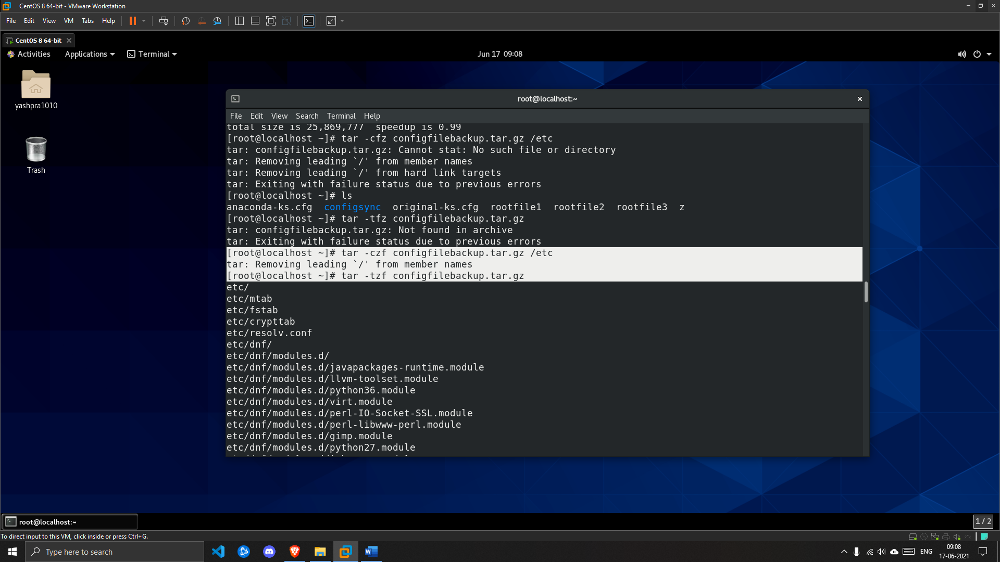 CentOS 8 64-bit - VMware Workstation
File Edit View VM Tabs Help
CentOS 8 64-bit
Activities Applications Terminal Jun 17 09:08
yashpra1010
Trash
root@localhost:~
File Edit View Search Terminal Help
total size is 25,869,777  speedup is 0.99
[root@localhost ~]# tar -cfz configfilebackup.tar.gz /etc
tar: configfilebackup.tar.gz: Cannot stat: No such file or directory
tar: Removing leading `/' from member names
tar: Removing leading `/' from hard link targets
tar: Exiting with failure status due to previous errors
[root@localhost ~]# ls
anaconda-ks.cfg  configsync  original-ks.cfg  rootfile1  rootfile2  rootfile3  z
[root@localhost ~]# tar -tfz configfilebackup.tar.gz
tar: configfilebackup.tar.gz: Not found in archive
tar: Exiting with failure status due to previous errors
[root@localhost ~]# tar -czf configfilebackup.tar.gz /etc
tar: Removing leading `/' from member names
[root@localhost ~]# tar -tzf configfilebackup.tar.gz
etc/
etc/mtab
etc/fstab
etc/crypttab
etc/resolv.conf
etc/dnf/
etc/dnf/modules.d/
etc/dnf/modules.d/javapackages-runtime.module
etc/dnf/modules.d/llvm-toolset.module
etc/dnf/modules.d/python36.module
etc/dnf/modules.d/virt.module
etc/dnf/modules.d/perl-IO-Socket-SSL.module
etc/dnf/modules.d/perl-libwww-perl.module
etc/dnf/modules.d/gimp.module
etc/dnf/modules.d/python27.module
root@localhost:~
1 / 2
To direct input to this VM, click inside or press Ctrl+G.
Type here to search
ENG
09:08
17-06-2021